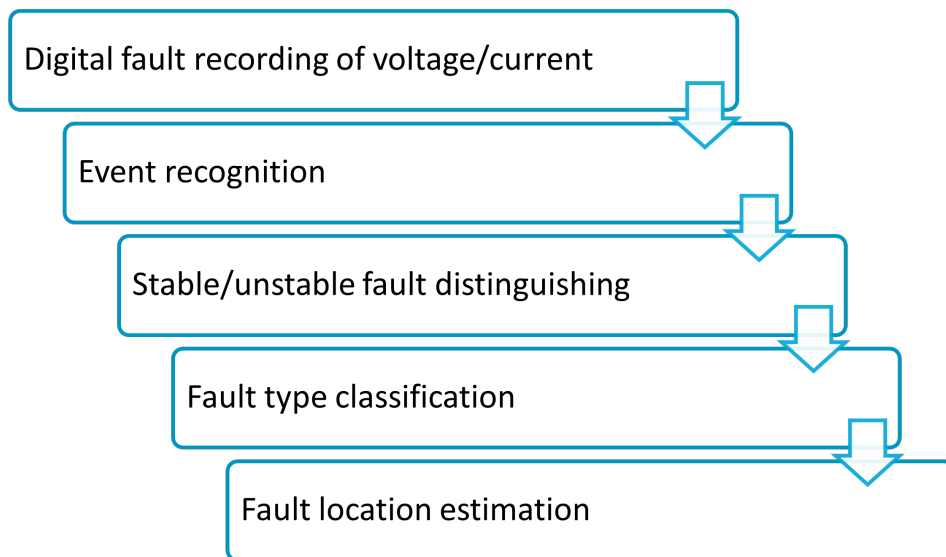 Digital fault recording of voltage/current
Event recognition
Stable/unstable fault distinguishing
Fault type classification
Fault location estimation